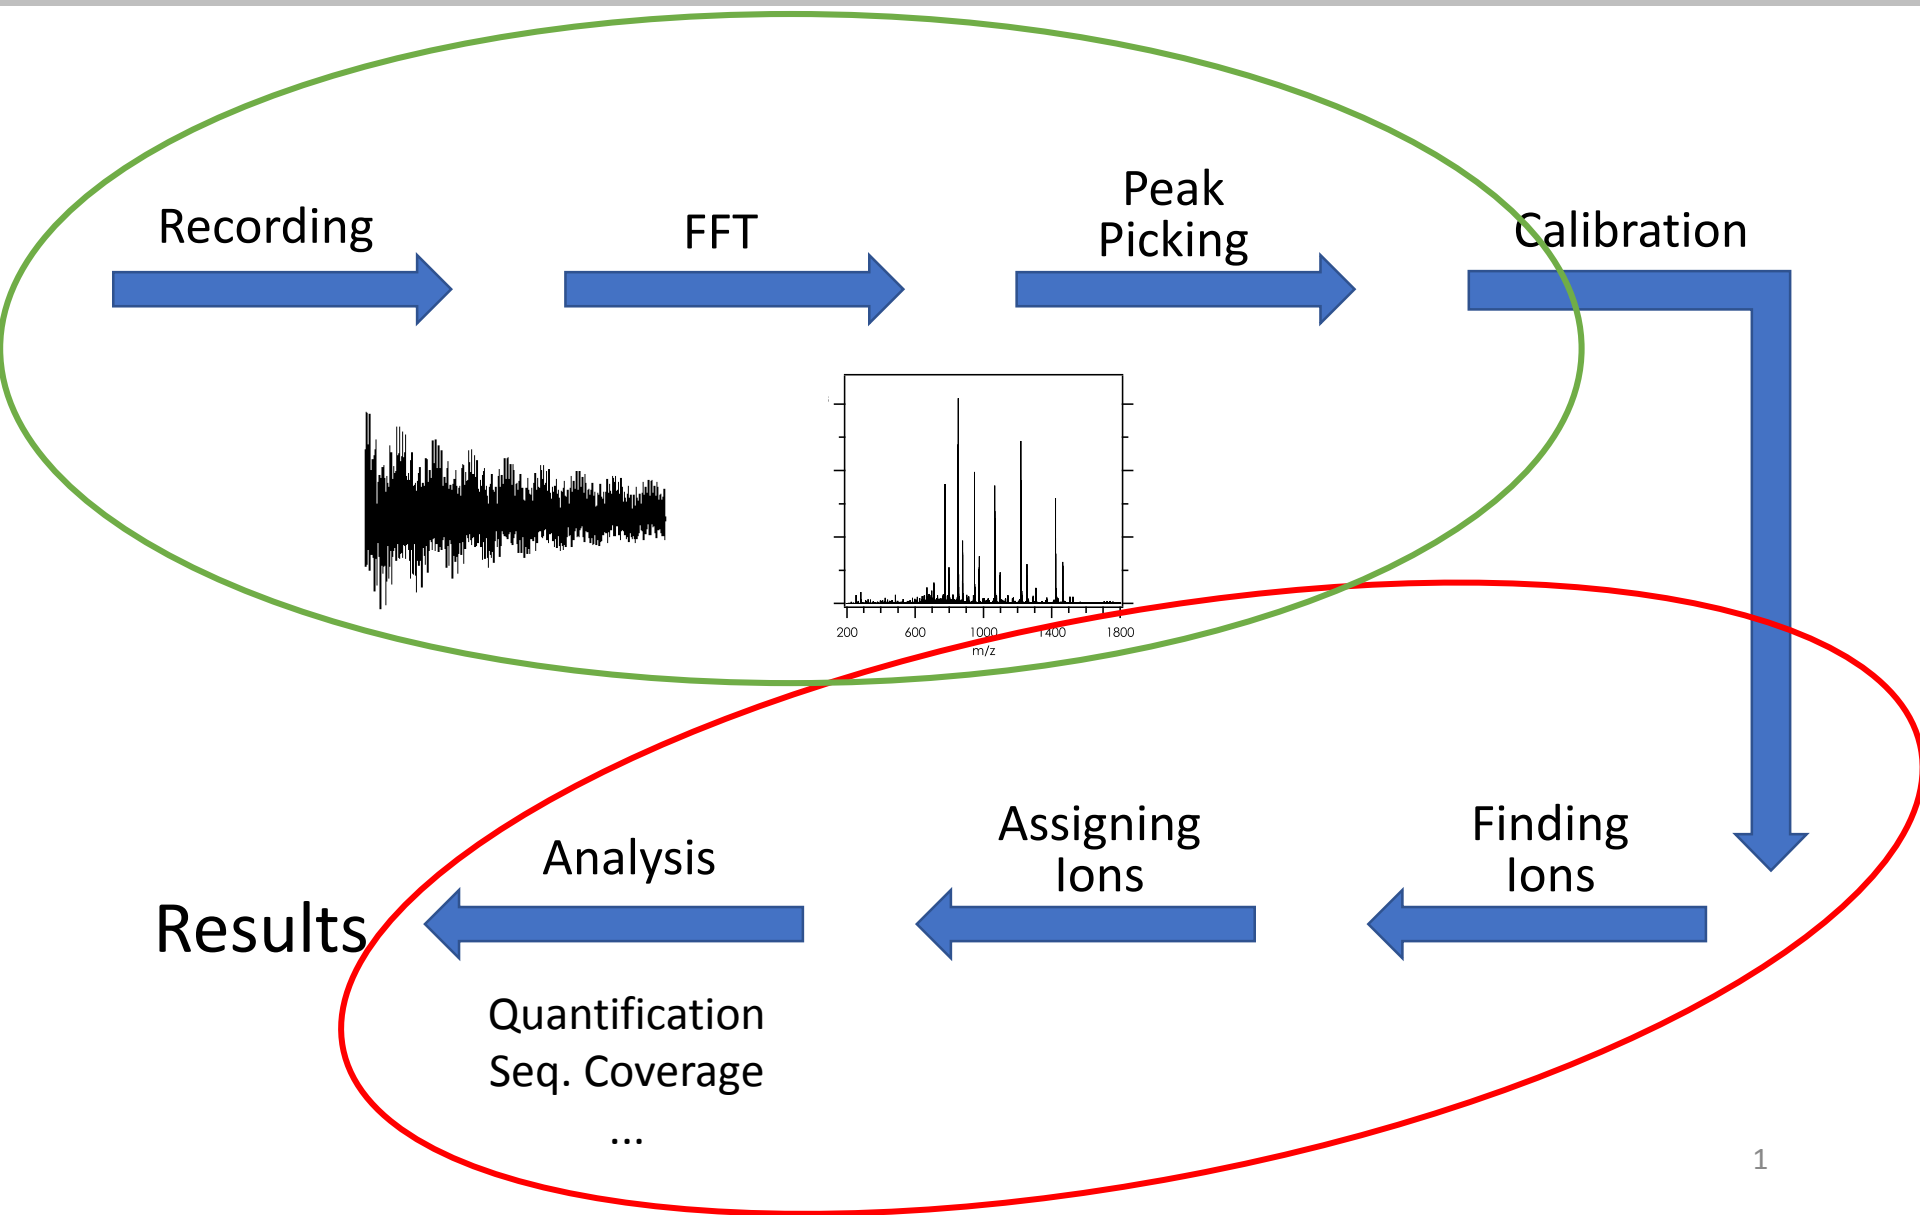 Recording
FFT
Peak
Picking
Calibration
200 600 1000 1400 1800
m/z
Finding
Ions
Assigning
Ions
Analysis
Results
Quantification
Seq. Coverage
...
1